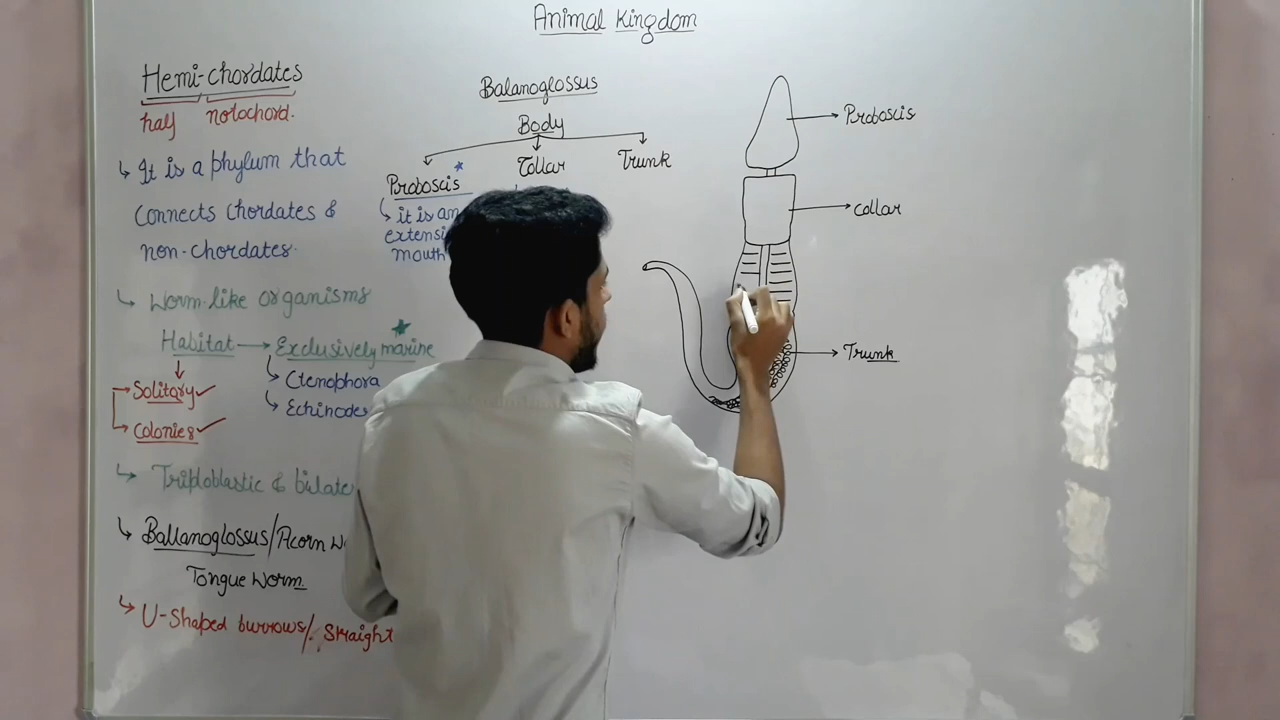 Animal Kingdom
Hemi-chordates
half notochord.
It is a phylum that
Connects Chordates &
non-chordates.
Worm-like organisms
Habitat → Exclusively marine
Solitary ✓
Colonies ✓
Ctenophora
Echinode
Triploblastic & bilate
Ballanoglossus/Acorn W
Tongue Worm
U-Shaped burrows/. Straight
Balanoglossus
Body
Proboscis
Collar
Trunk
it is an
extensi
mouth
Proboscis
collar
Trunk